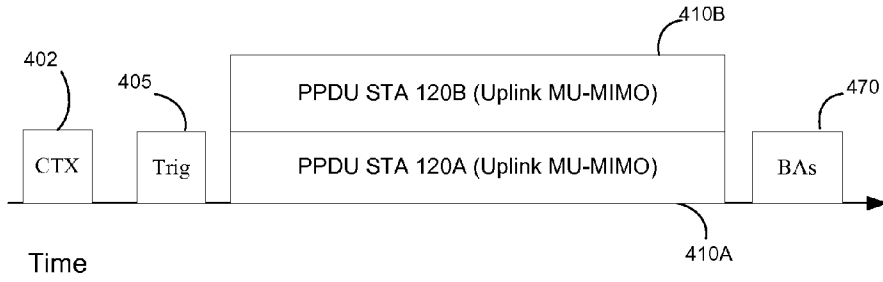 410B
402
405
PPDU STA 120B (Uplink MU-MIMO)
470
CTX
Trig
PPDU STA 120A (Uplink MU-MIMO)
BAs
410A
Time